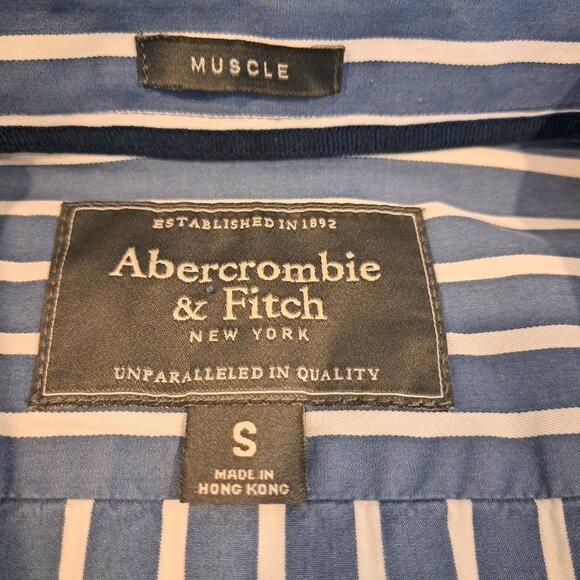 MUSCLE
ESTABLISHED IN 1892
Abercrombie
& Fitch
NEW YORK
UNPARALLELED IN QUALITY
S
MADE IN
HONG KONG